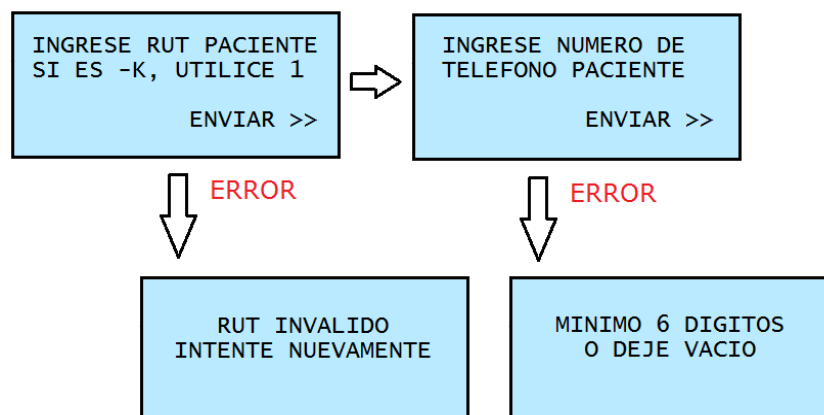 INGRESE RUT PACIENTE
SI ES -K, UTILICE 1
ENVIAR >>
INGRESE NUMERO DE
TELEFONO PACIENTE
ENVIAR >>
ERROR
ERROR
RUT INVALIDO
INTENTE NUEVAMENTE
MINIMO 6 DIGITOS
O DEJE VACIO